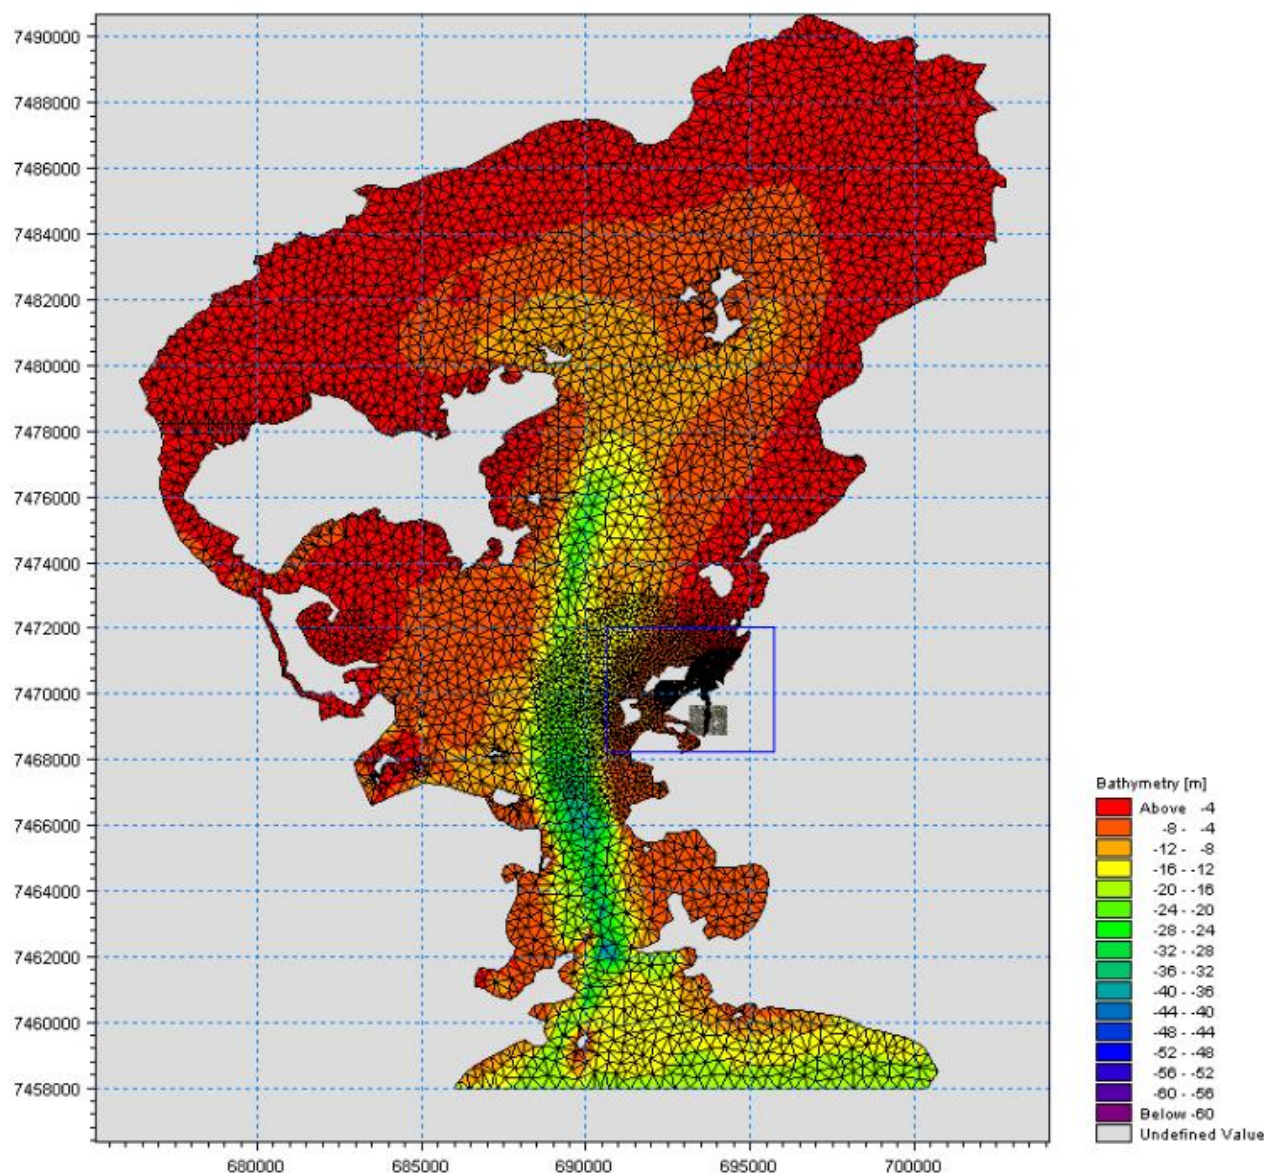 7490000
7488000
7486000
7484000
7482000
7480000
7478000
7476000
7474000
7472000
7470000
7468000
7466000
7464000
7462000
7460000
7458000
680000 685000 690000 695000 700000
Bathymetry [m]
Above -4
-8 - -4
-12 - -8
-16 - -12
-20 - -16
-24 - -20
-28 - -24
-32 - -28
-36 - -32
-40 - -36
-44 - -40
-48 - -44
-52 - -48
-56 - -52
-60 - -56
Below -60
Undefined Value